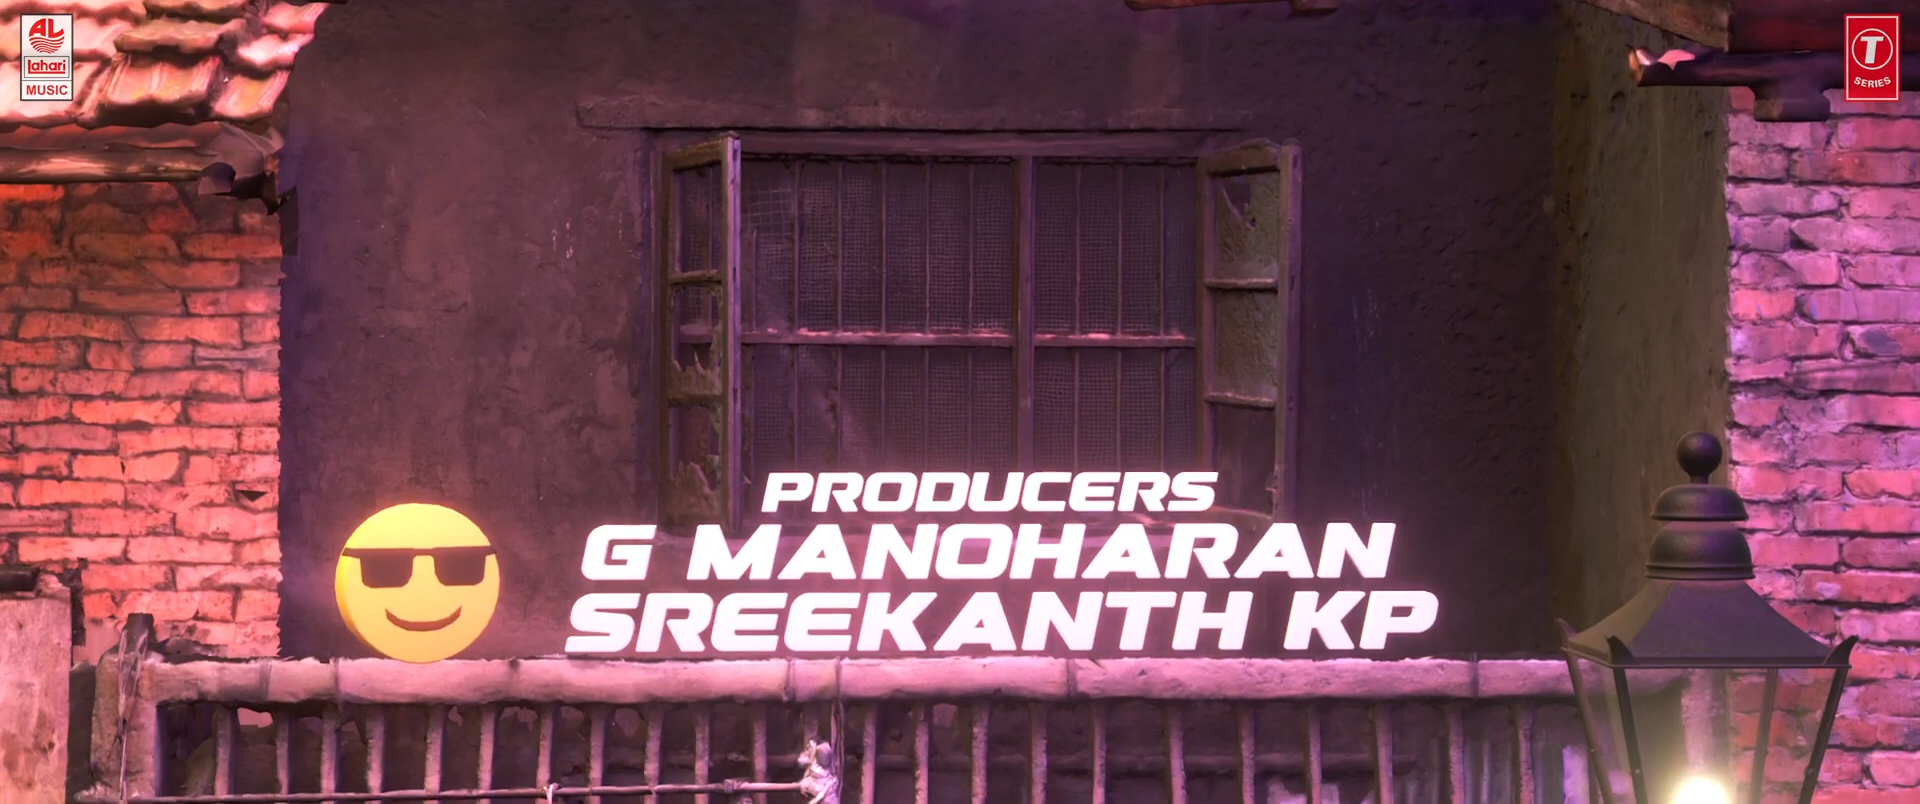 AL
Lahari
MUSIC
T
SERIES
PRODUCERS
G MANOHARAN
SREEKANTH KP